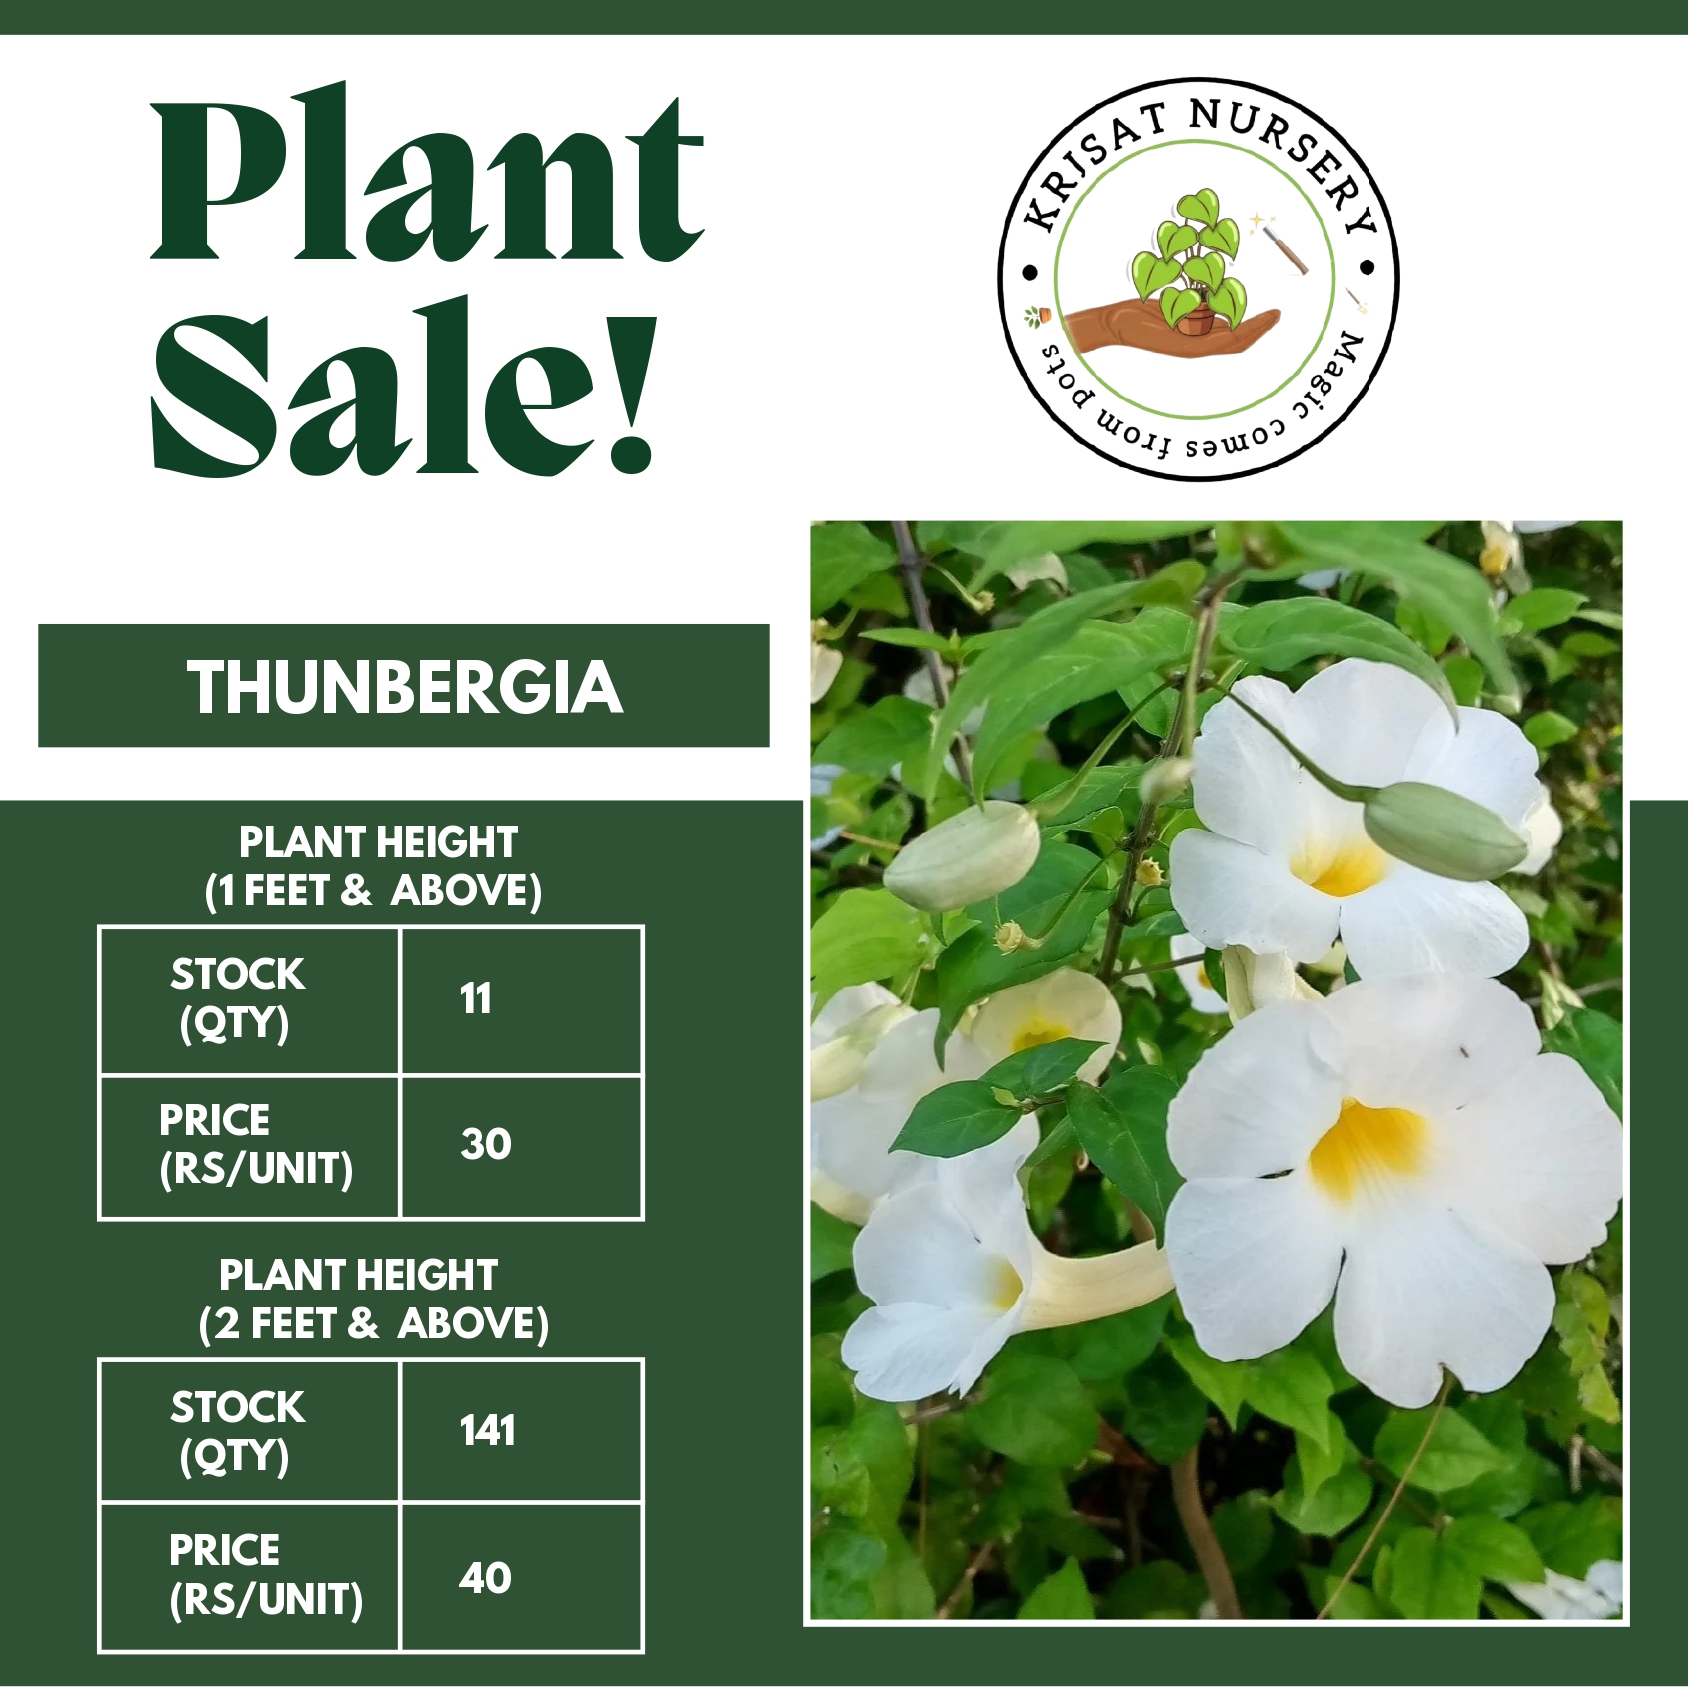 Plant
Sale!
KRISAT NURSERY
Magic comes from pots
THUNBERGIA
PLANT HEIGHT
(1 FEET & ABOVE)
STOCK
(QTY)
11
PRICE
(RS/UNIT)
30
PLANT HEIGHT
(2 FEET & ABOVE)
STOCK
(QTY)
141
PRICE
(RS/UNIT)
40